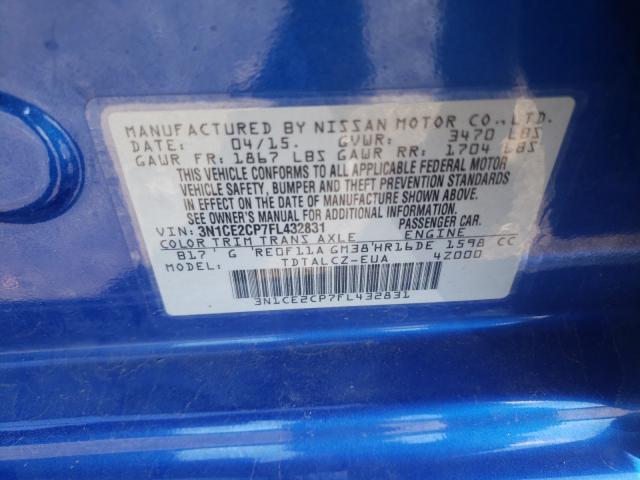 MANUFACTURED BY NISSAN MOTOR CO.,LTD.
DATE: 04/15. GVWR: 3470 LBS
GAWR FR: 1867 LBS GAWR RR: 1704 LBS
THIS VEHICLE CONFORMS TO ALL APPLICABLE FEDERAL MOTOR
VEHICLE SAFETY, BUMPER AND THEFT PREVENTION STANDARDS
IN EFFECT ON THE DATE OF MANUFACTURE SHOWN ABOVE.
SEE OWNER'S MANUAL FOR ADDITIONAL INFORMATION.
VIN: 3N1CE2CP7FL432831 PASSENGER CAR.
COLOR TRIM TRANS AXLE ENGINE
B17' G 'RE0F11A GM38'HR16DE 1598 CC
TDTALCZ-EUA 4Z000
3N1CE2CP7FL432831